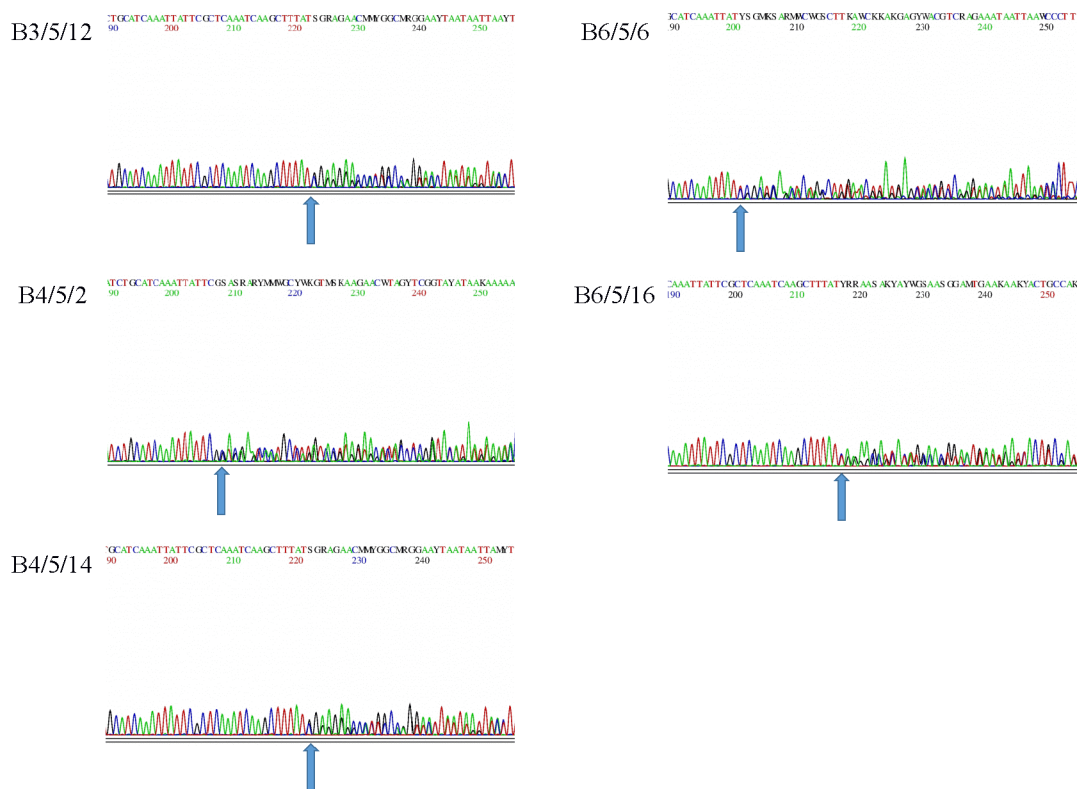 B3/5/12
CTGCATCAAATTATTCGCTCAAATCAAGCTTTATSGRAGAACMMYGGCMRGGAAYTAATAATTAAYT
90 200 210 220 230 240 250
B6/5/6
GCATCAAATTATYSGMKSARMWCWGSCTTKAWCKKAKGAGYWACGTCRAGAAATAATTAAWCCCTT
90 200 210 220 230 240 250
B4/5/2
ATCTGCATCAAATTATTCGSASRARYMMWGCYWKGTMSKAAGAACWTAGYTCGGTAYATAAKAAAAA
90 200 210 220 230 240 250
B6/5/16
CAAATTATTCGCTCAAATCAAGCTTTATYRRAASAKYAYWGSAASGGAMTGAAKAAKYACTGCCAK
190 200 210 220 230 240 250
B4/5/14
TGCATCAAATTATTCGCTCAAATCAAGCTTTATSGRAGAACMMYGGCMRGGAAYTAATAATTAMYT
90 200 210 220 230 240 250